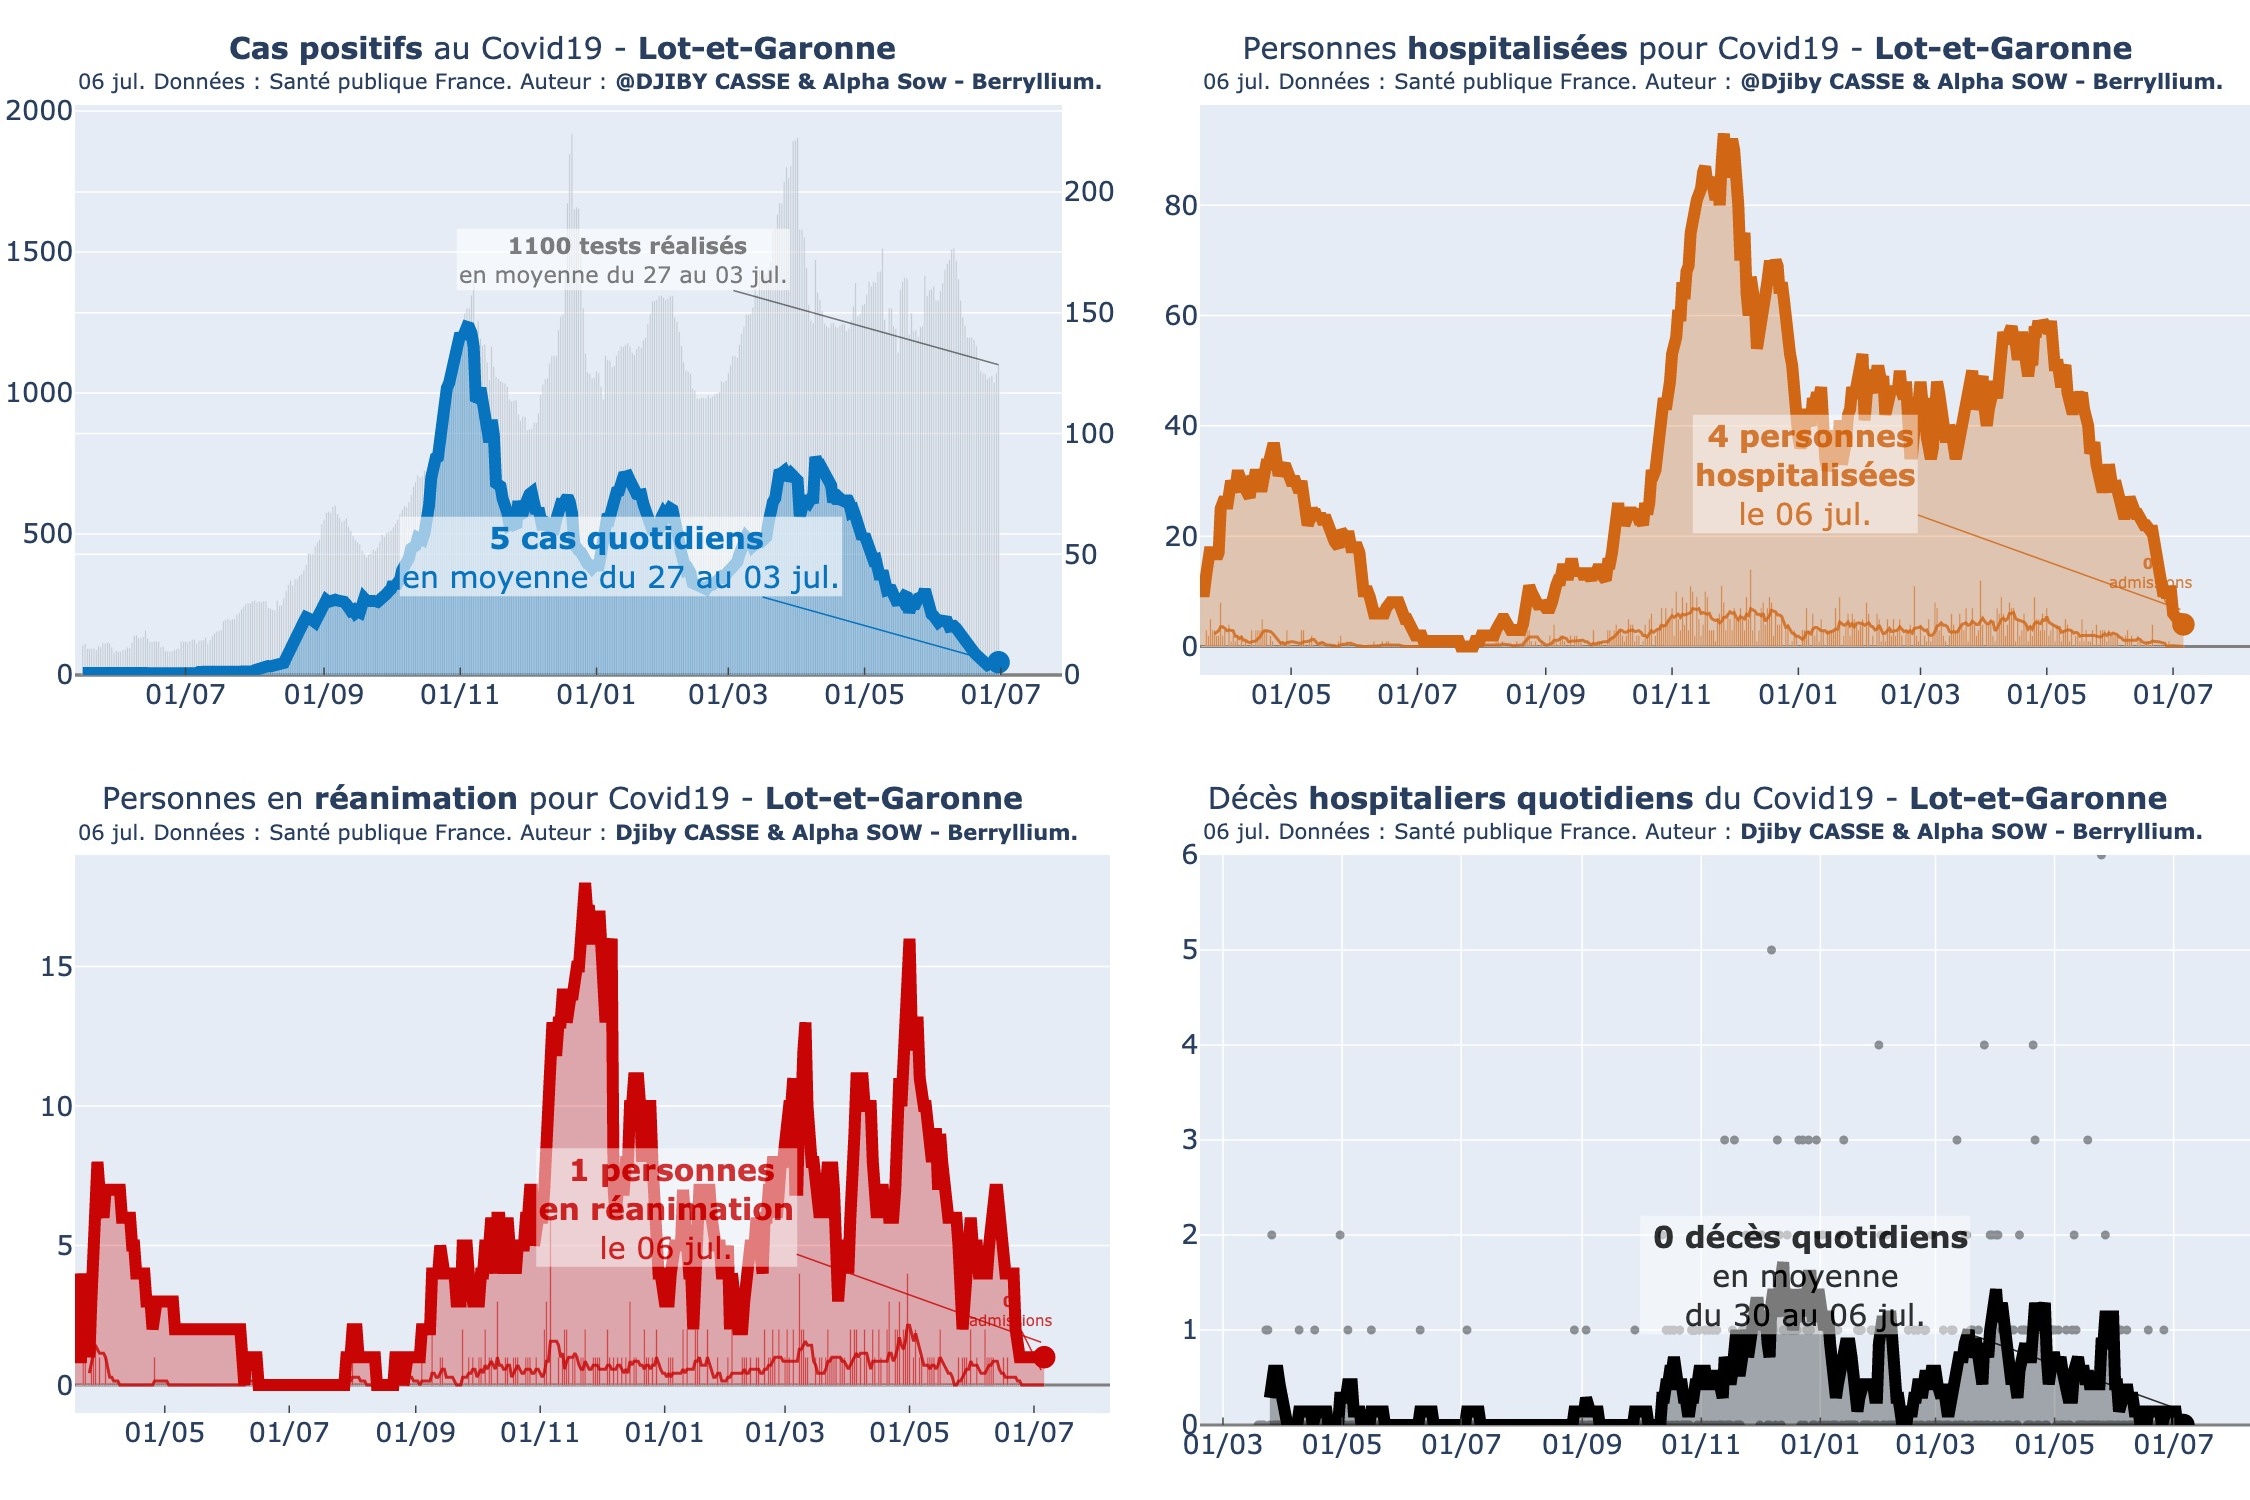 Cas positifs au Covid19 - Lot-et-Garonne
06 jul. Données : Santé publique France. Auteur : @DJIBY CASSE & Alpha Sow - Berryllium.
2000
1500
1000
500
0
200
150
100
50
0
1100 tests réalisés
en moyenne du 27 au 03 jul.
5 cas quotidiens
en moyenne du 27 au 03 jul.
01/07 01/09 01/11 01/01 01/03 01/05 01/07
Personnes hospitalisées pour Covid19 - Lot-et-Garonne
06 jul. Données : Santé publique France. Auteur : @Djiby CASSE & Alpha SOW - Berryllium.
80
60
40
20
0
4 personnes
hospitalisées
le 06 jul.
0
admissions
01/05 01/07 01/09 01/11 01/01 01/03 01/05 01/07
Personnes en réanimation pour Covid19 - Lot-et-Garonne
06 jul. Données : Santé publique France. Auteur : Djiby CASSE & Alpha SOW - Berryllium.
15
10
5
0
1 personnes
en réanimation
le 06 jul.
0
admissions
01/05 01/07 01/09 01/11 01/01 01/03 01/05 01/07
Décès hospitaliers quotidiens du Covid19 - Lot-et-Garonne
06 jul. Données : Santé publique France. Auteur : Djiby CASSE & Alpha SOW - Berryllium.
6
5
4
3
2
1
0
0 décès quotidiens
en moyenne
du 30 au 06 jul.
01/03 01/05 01/07 01/09 01/11 01/01 01/03 01/05 01/07